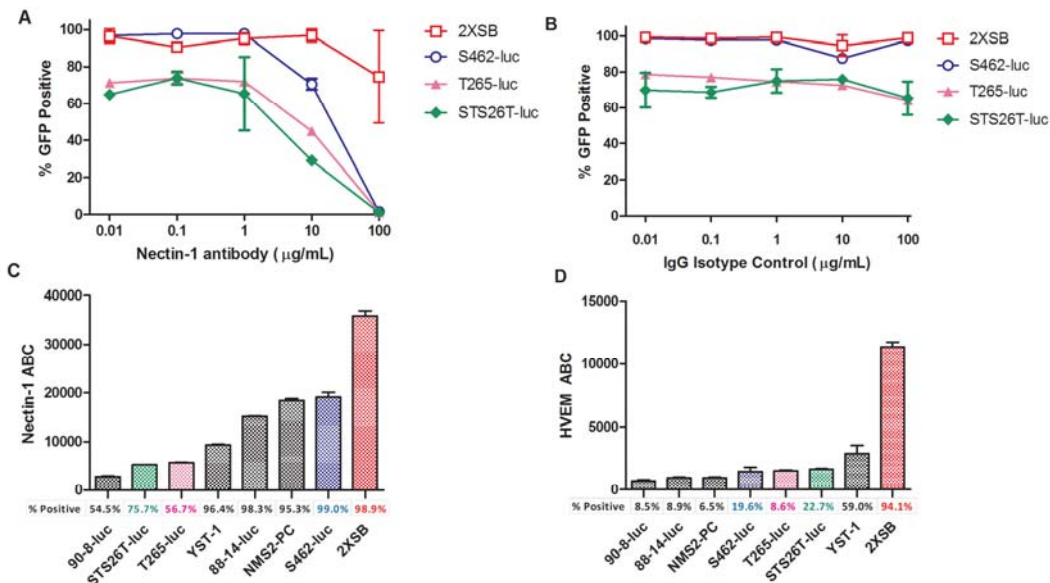 A
% GFP Positive
100
80
60
40
20
0
0.01 0.1 1 10 100
Nectin-1 antibody ( μg/mL)
2XSB
S462-luc
T265-luc
STS26T-luc
B
% GFP Positive
100
80
60
40
20
0
0.01 0.1 1 10 100
IgG Isotype Control ( μg/mL)
2XSB
S462-luc
T265-luc
STS26T-luc
C
Nectin-1 ABC
40000
30000
20000
10000
0
% Positive 54.5% 75.7% 56.7% 96.4% 98.3% 95.3% 99.0% 98.9%
90-8-luc
STS26T-luc
T265-luc
YST-1
88-14-luc
NMS2-PC
S462-luc
2XSB
D
HVEM ABC
15000
10000
5000
0
% Positive 8.5% 8.9% 6.5% 19.6% 8.6% 22.7% 59.0% 94.1%
90-8-luc
88-14-luc
NMS2-PC
S462-luc
T265-luc
STS26T-luc
YST-1
2XSB